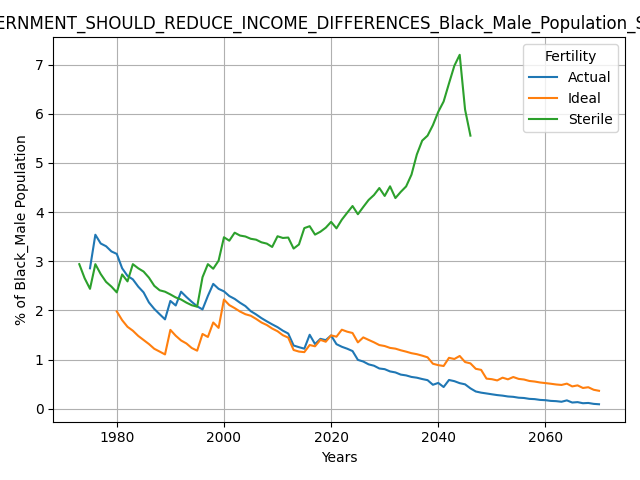 ERNMENT_SHOULD_REDUCE_INCOME_DIFFERENCES_Black_Male_Population_S
Fertility
Actual
Ideal
Sterile
% of Black_Male Population
7
6
5
4
3
2
1
0
1980 2000 2020 2040 2060
Years